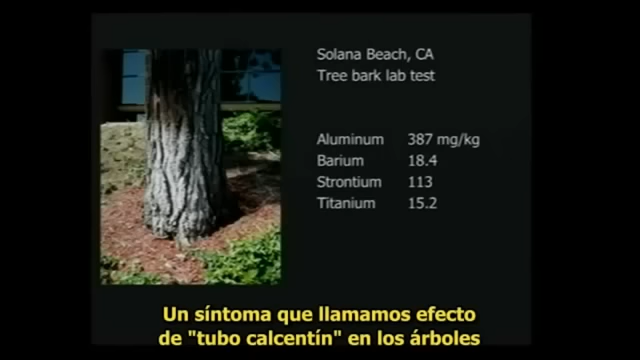 Solana Beach, CA
Tree bark lab test
Aluminum 387 mg/kg
Barium 18.4
Strontium 113
Titanium 15.2
Un síntoma que llamamos efecto
de "tubo calcentín" en los árboles